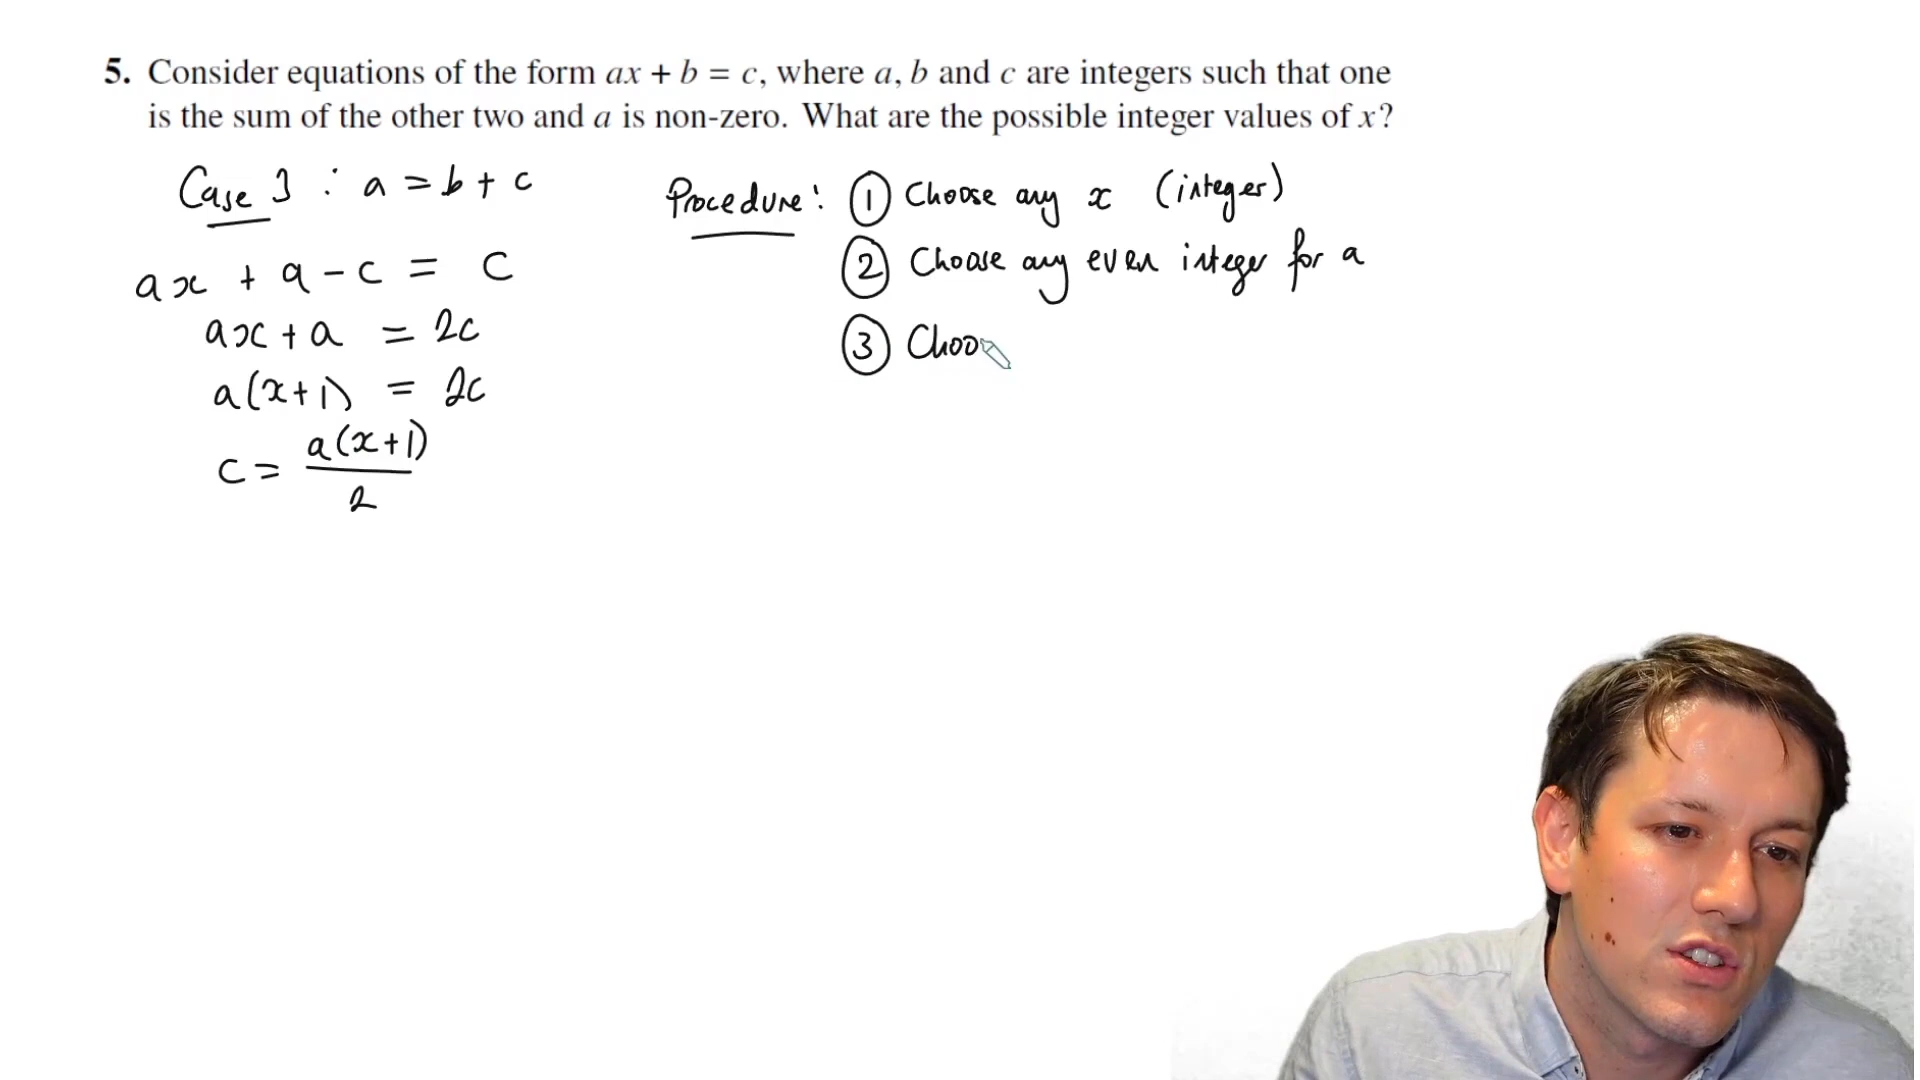 5. Consider equations of the form ax + b = c, where a, b and c are integers such that one
is the sum of the other two and a is non-zero. What are the possible integer values of x?
Case 3 : a = b + c
ax + a - c = c
ax + a = 2c
a(x+1) = 2c
c = a(x+1)/2
Procedure: ① Choose any x (integer)
② Choose any even integer for a
③ Choo